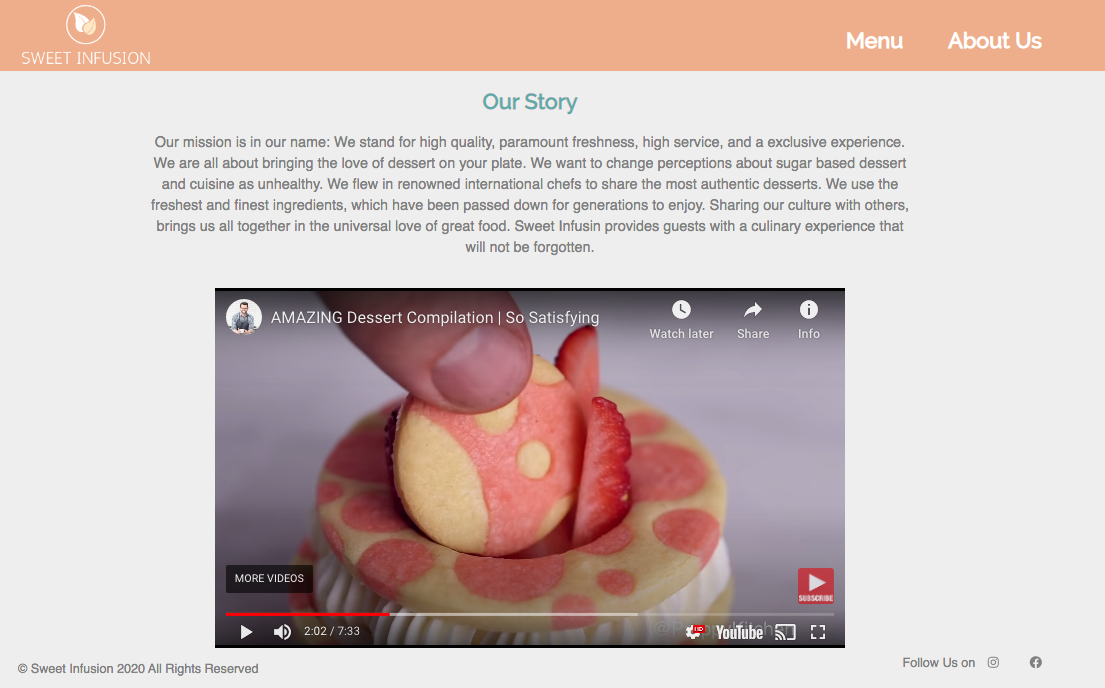 SWEET INFUSION
Menu
About Us
Our Story
Our mission is in our name: We stand for high quality, paramount freshness, high service, and a exclusive experience.
We are all about bringing the love of dessert on your plate. We want to change perceptions about sugar based dessert
and cuisine as unhealthy. We flew in renowned international chefs to share the most authentic desserts. We use the
freshest and finest ingredients, which have been passed down for generations to enjoy. Sharing our culture with others,
brings us all together in the universal love of great food. Sweet Infusin provides guests with a culinary experience that
will not be forgotten.
AMAZING Dessert Compilation | So Satisfying
Watch later
Share
Info
MORE VIDEOS
SUBSCRIBE
2:02 / 7:33
HD
YouTube
© Sweet Infusion 2020 All Rights Reserved
Follow Us on